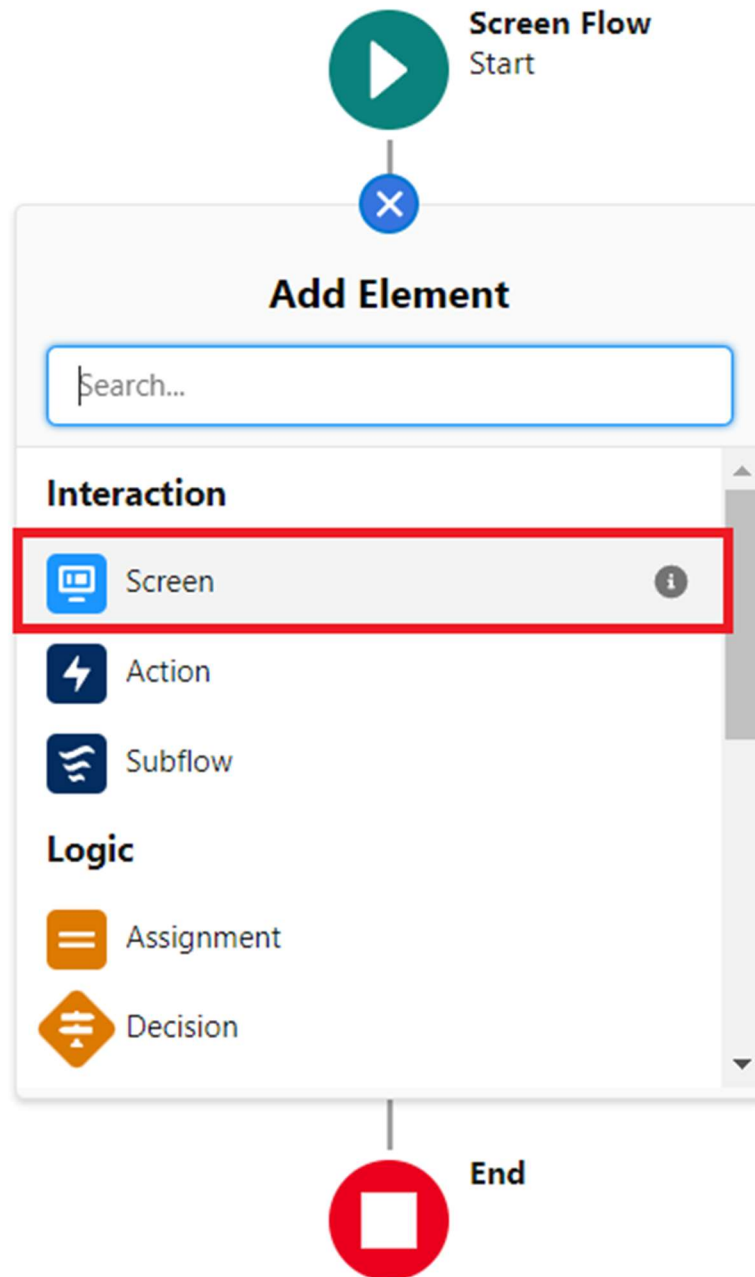 Screen Flow
Start
Add Element
Search...
Interaction
Screen
Action
Subflow
Logic
Assignment
Decision
End